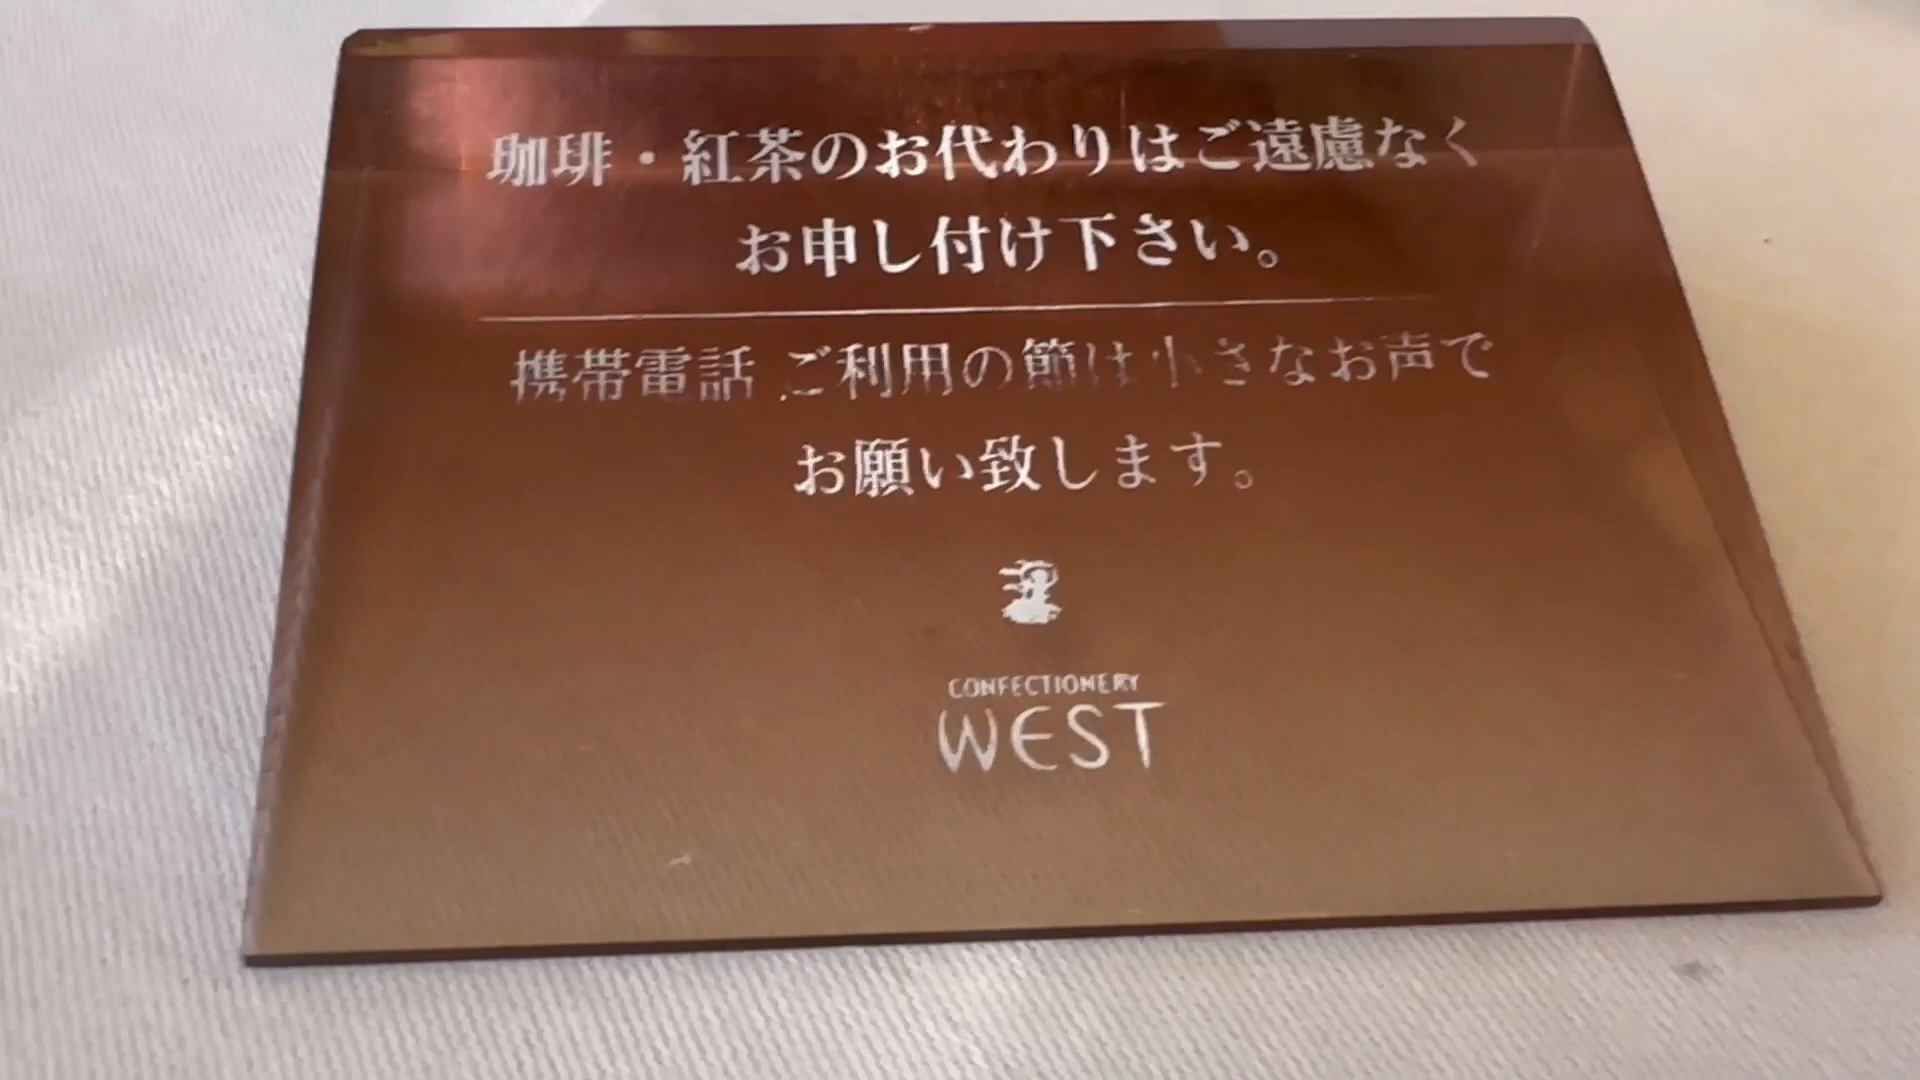 珈琲・紅茶のお代わりはご遠慮なく
お申し付け下さい。
携帯電話 ご利用の節は小さなお声で
お願い致します。
CONFECTIONERY
WEST